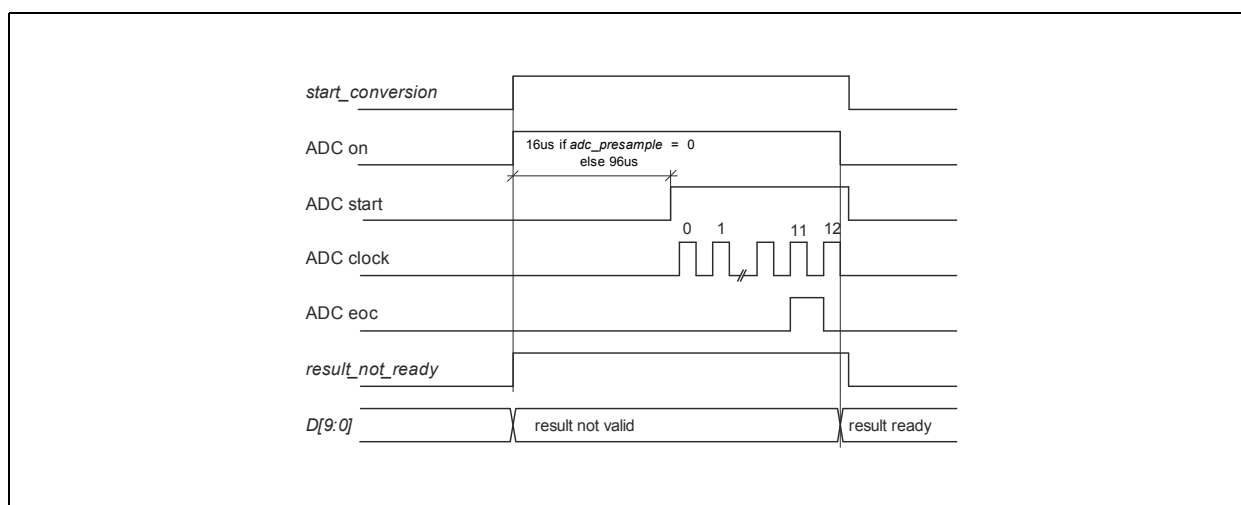 start_conversion
ADC on
16us if adc_presample = 0
else 96us
ADC start
0 1 11 12
ADC clock
ADC eoc
result_not_ready
D[9:0]
result not valid
result ready